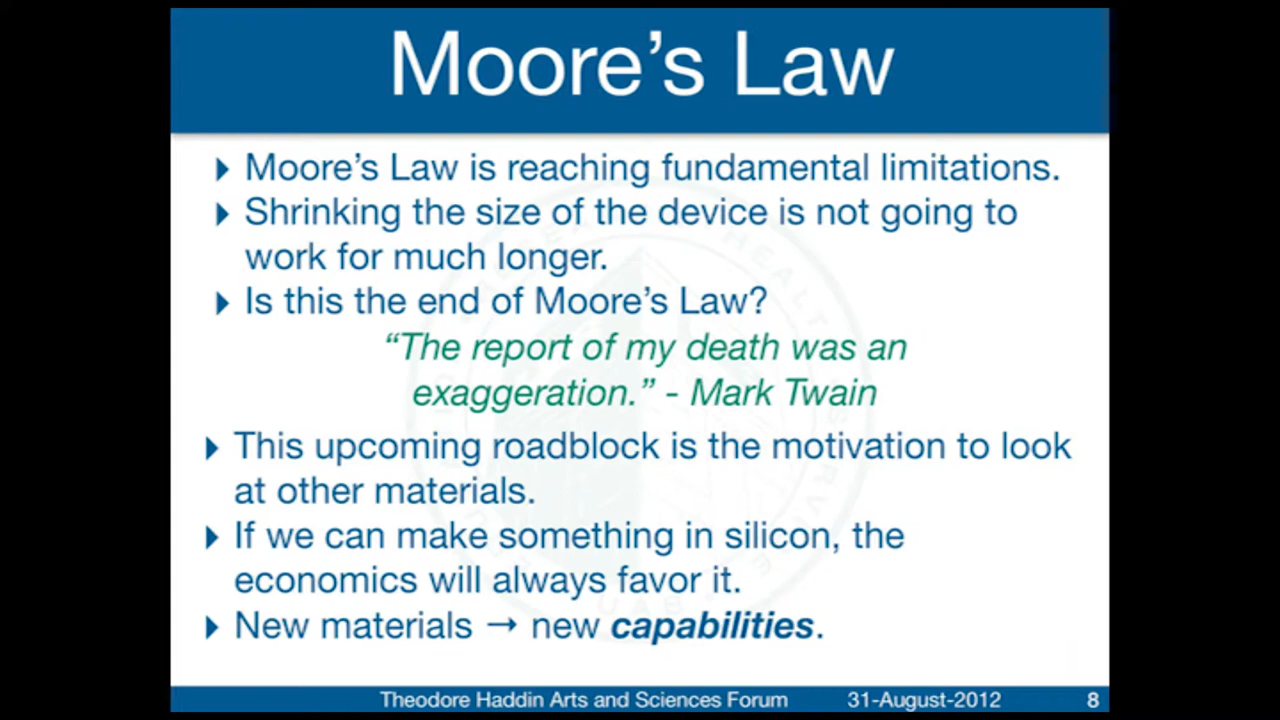 Moore's Law
Moore's Law is reaching fundamental limitations.
Shrinking the size of the device is not going to
work for much longer.
Is this the end of Moore's Law?
“The report of my death was an
exaggeration.” - Mark Twain
This upcoming roadblock is the motivation to look
at other materials.
If we can make something in silicon, the
economics will always favor it.
New materials → new capabilities.
Theodore Haddin Arts and Sciences Forum 31-August-2012 8